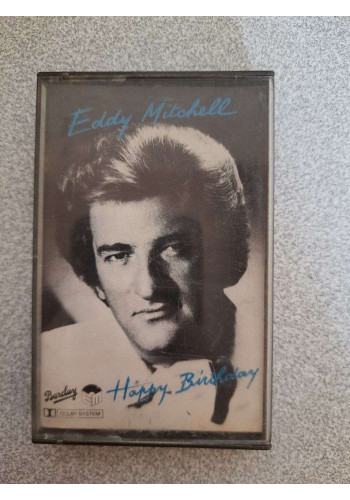 Eddy Mitchell
Barclay
Happy Birthday
DOLBY SYSTEM